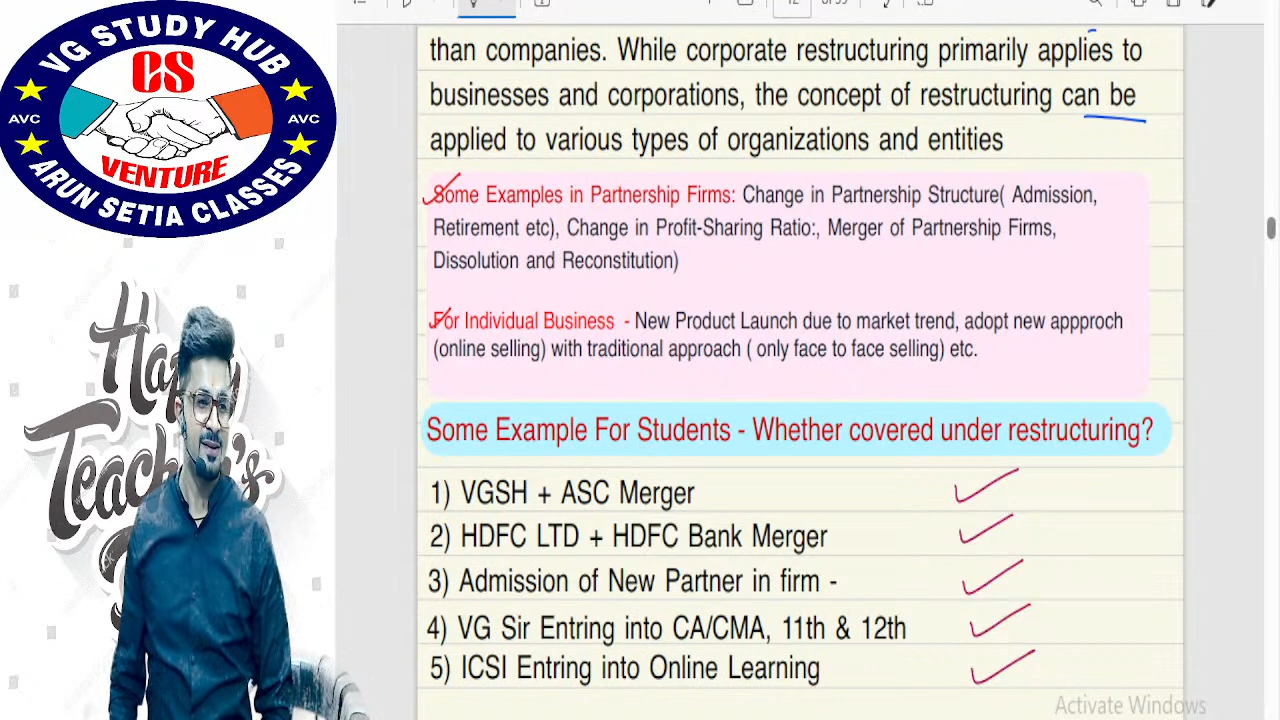 VG STUDY HUB
CS
AVC
AVC
VENTURE
ARUN SETIA CLASSES
Happy
Teacher's
than companies. While corporate restructuring primarily applies to
businesses and corporations, the concept of restructuring can be
applied to various types of organizations and entities
Some Examples in Partnership Firms: Change in Partnership Structure( Admission,
Retirement etc), Change in Profit-Sharing Ratio:, Merger of Partnership Firms,
Dissolution and Reconstitution)
For Individual Business - New Product Launch due to market trend, adopt new appproch
(online selling) with traditional approach ( only face to face selling) etc.
Some Example For Students - Whether covered under restructuring?
1) VGSH + ASC Merger
2) HDFC LTD + HDFC Bank Merger
3) Admission of New Partner in firm -
4) VG Sir Entring into CA/CMA, 11th & 12th
5) ICSI Entring into Online Learning
Activate Windows